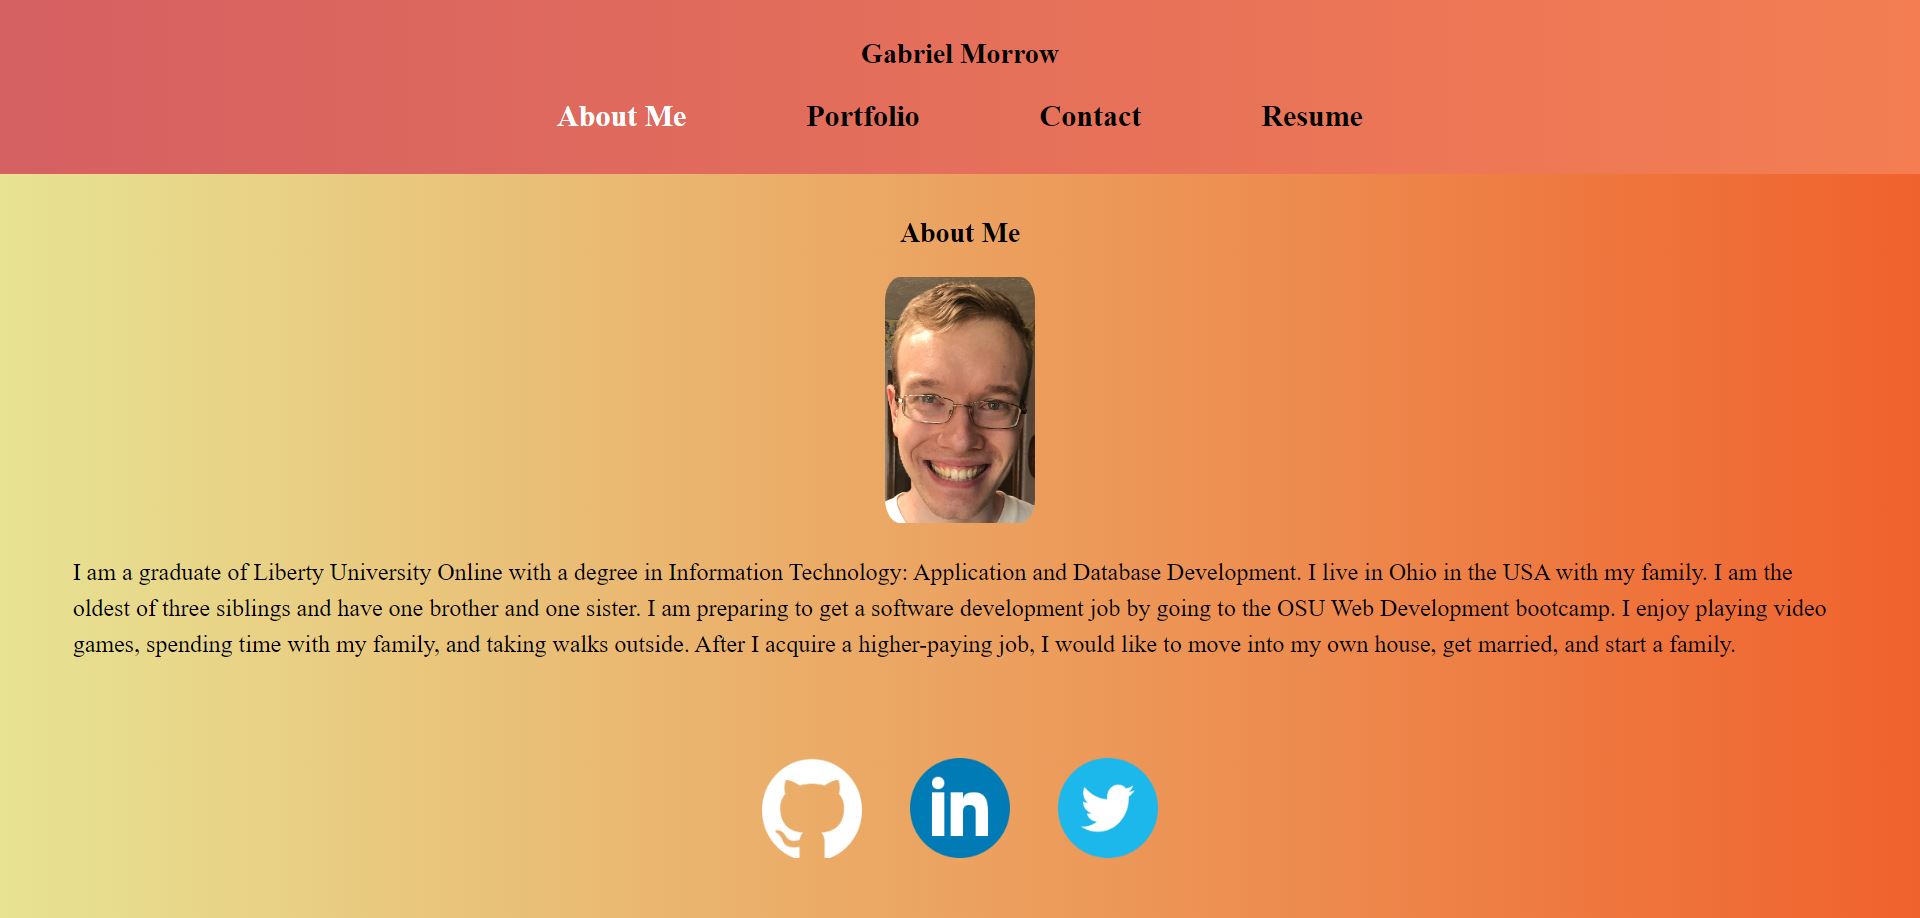 Gabriel Morrow
About Me Portfolio Contact Resume
About Me
I am a graduate of Liberty University Online with a degree in Information Technology: Application and Database Development. I live in Ohio in the USA with my family. I am the
oldest of three siblings and have one brother and one sister. I am preparing to get a software development job by going to the OSU Web Development bootcamp. I enjoy playing video
games, spending time with my family, and taking walks outside. After I acquire a higher-paying job, I would like to move into my own house, get married, and start a family.
in